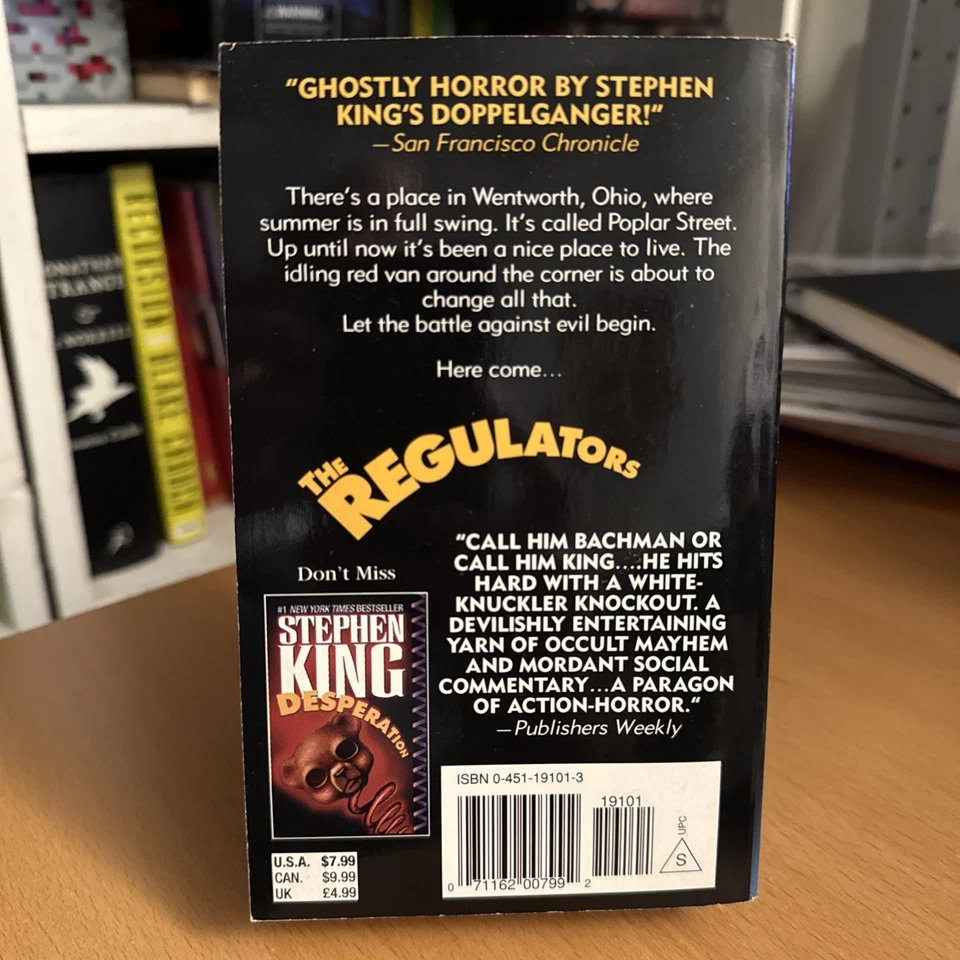 “GHOSTLY HORROR BY STEPHEN
KING'S DOPPELGANGER!“
—San Francisco Chronicle
There's a place in Wentworth, Ohio, where
summer is in full swing. It's called Poplar Street.
Up until now it's been a nice place to live. The
idling red van around the corner is about to
change all that.
Let the battle against evil begin.
Here come...
THE REGULATORS
“CALL HIM BACHMAN OR
CALL HIM KING....HE HITS
HARD WITH A WHITE-
KNUCKLER KNOCKOUT. A
DEVILISHLY ENTERTAINING
YARN OF OCCULT MAYHEM
AND MORDANT SOCIAL
COMMENTARY...A PARAGON
OF ACTION-HORROR.“
—Publishers Weekly
Don't Miss
#1 NEW YORK TIMES BESTSELLER
STEPHEN
KING
DESPERATION
U.S.A. $7.99
CAN. $9.99
UK £4.99
ISBN 0-451-19101-3
19101
0 71162 00799 2
UPC
S
WARNING